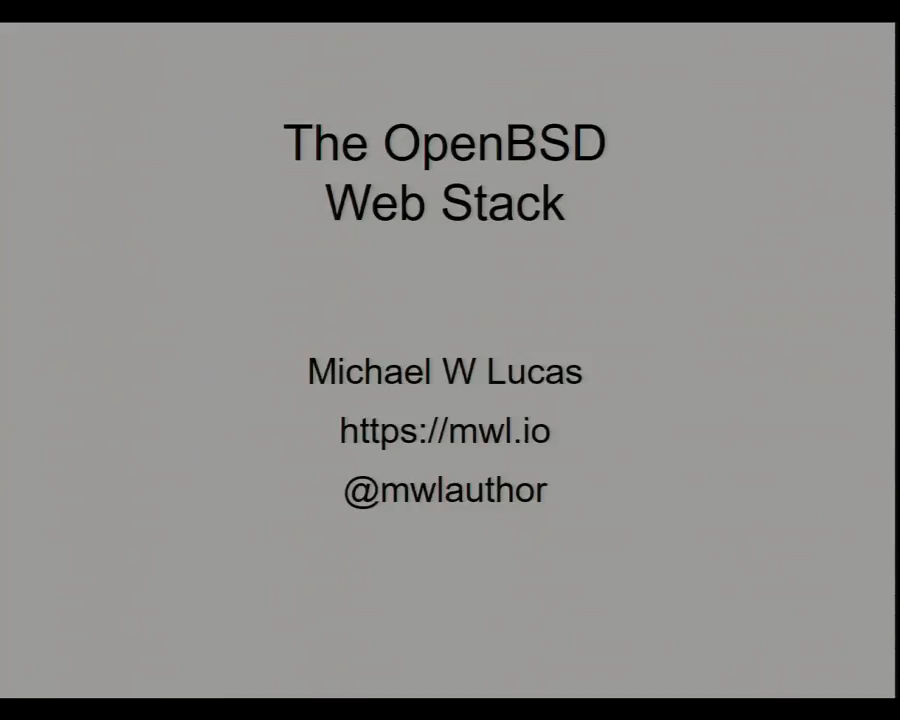 The OpenBSD
Web Stack
Michael W Lucas
https://mwl.io
@mwlauthor